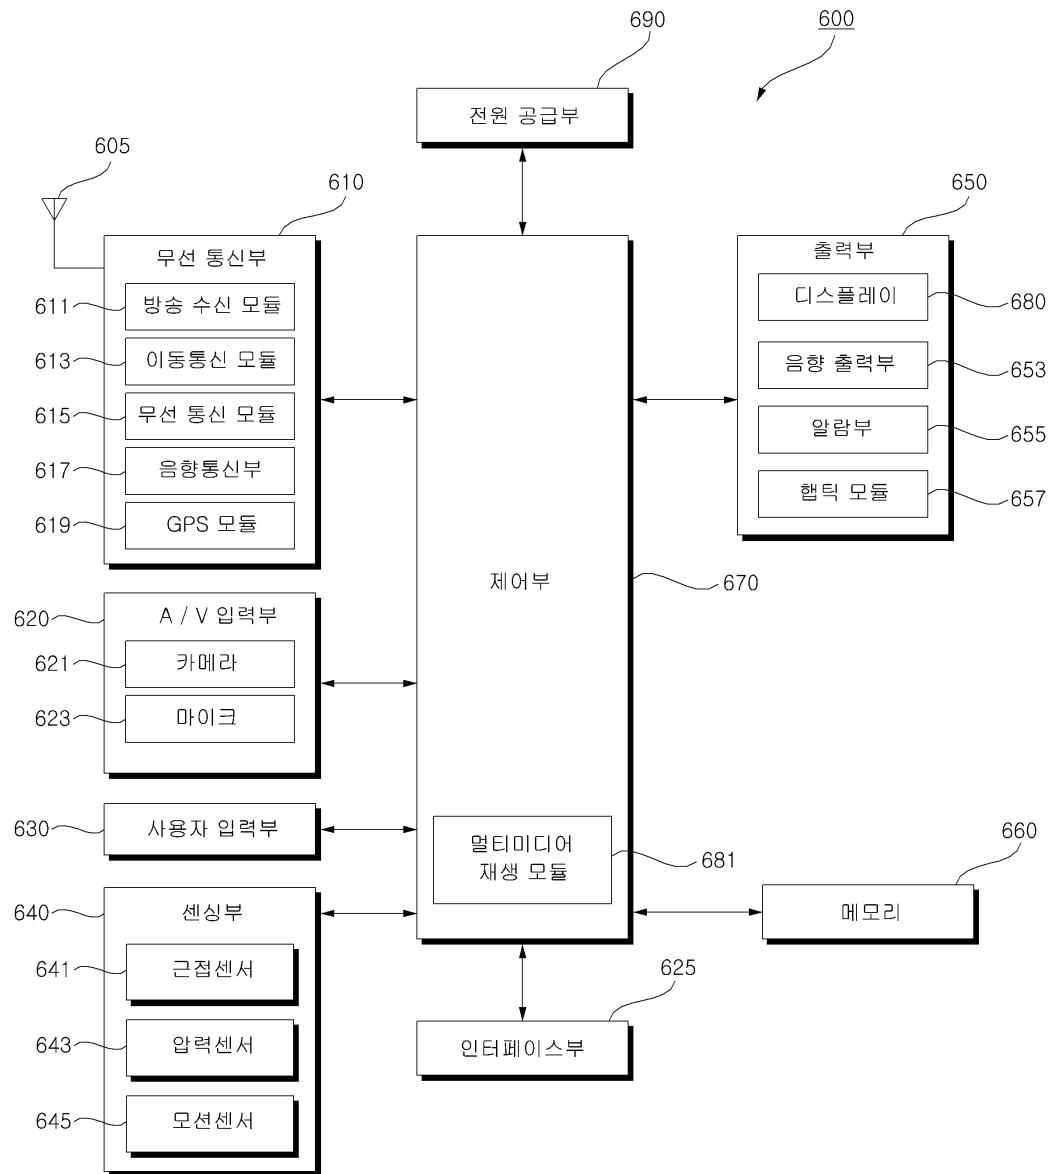 690
600
전원 공급부
605
610
650
무선 통신부
출력부
611
방송 수신 모듈
디스플레이
680
613
이동통신 모듈
음향 출력부
653
615
무선 통신 모듈
알람부
655
617
음향통신부
햅틱 모듈
657
619
GPS 모듈
제어부
670
620
A / V 입력부
621
카메라
623
마이크
630
사용자 입력부
멀티미디어
재생 모듈
681
660
640
센싱부
메모리
641
근접센서
625
643
압력센서
인터페이스부
645
모션센서